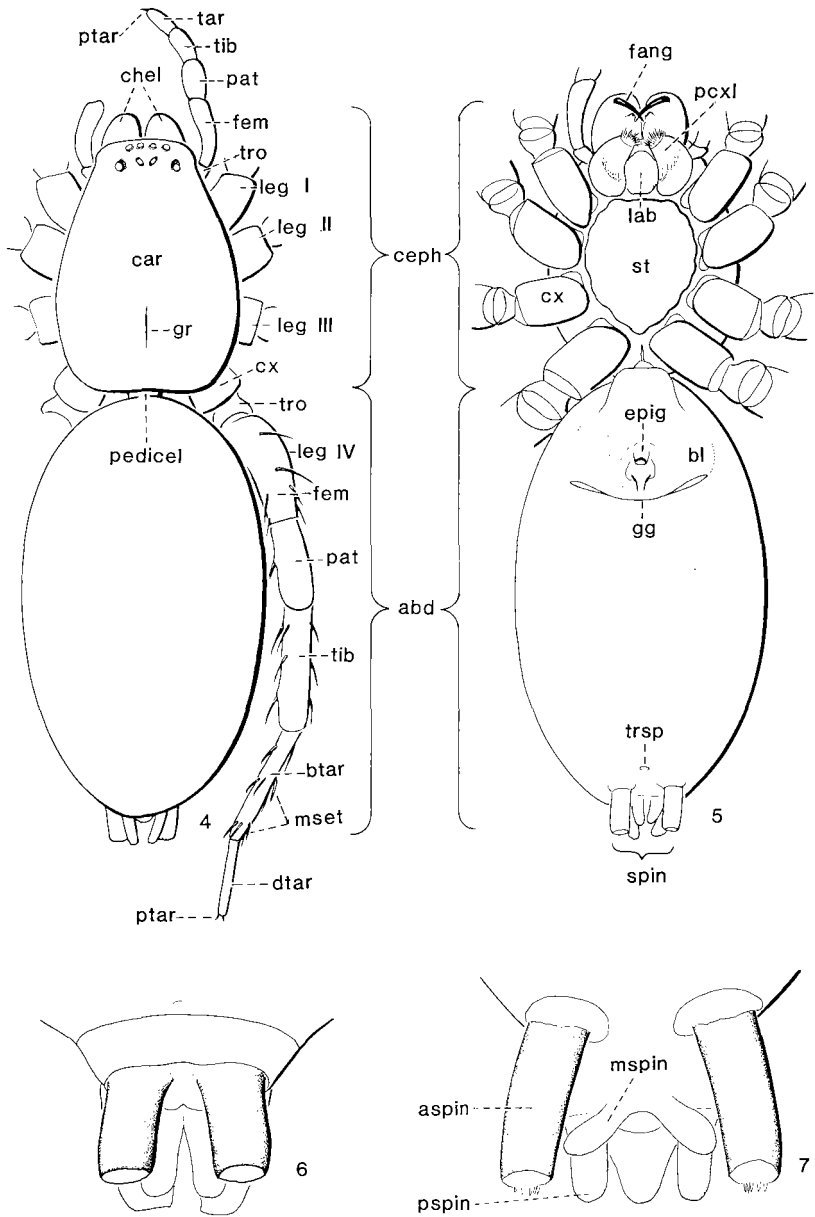 tar
ptar
tib
chel
pat
fem
tro
leg I
leg II
car
gr
leg III
cx
tro
pedicel
leg IV
fem
pat
tib
btar
mset
4
dtar
ptar
ceph
abd
fang
pcxl
lab
st
cx
epig
bl
gg
trsp
5
spin
6
mspin
aspin
7
pspin